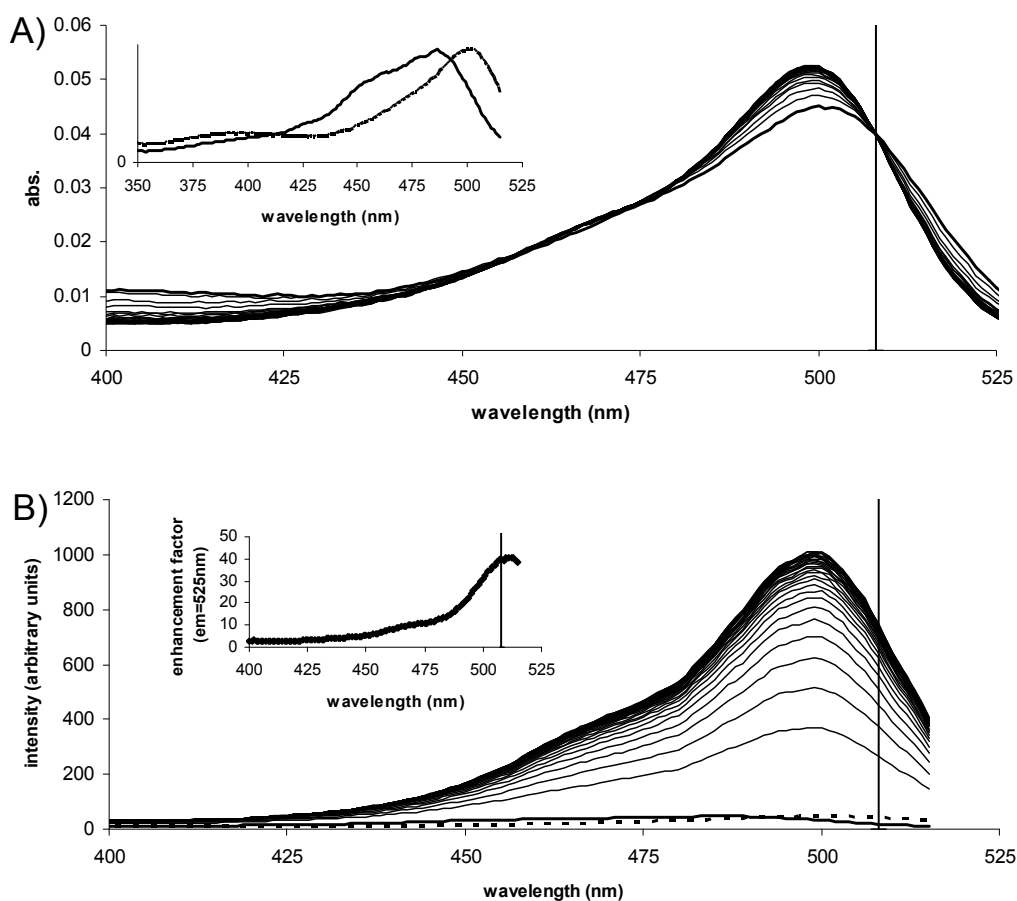 A)
0.06
0.05
0.04
0.03
0.02
0.01
0
abs.
400 425 450 475 500 525
wavelength (nm)
0
350 375 400 425 450 475 500 525
wavelength (nm)
B)
1200
1000
800
600
400
200
0
intensity (arbitrary units)
400 425 450 475 500 525
wavelength (nm)
enhancement factor
(em=525nm)
50
40
30
20
10
0
400 425 450 475 500 525
wavelength (nm)